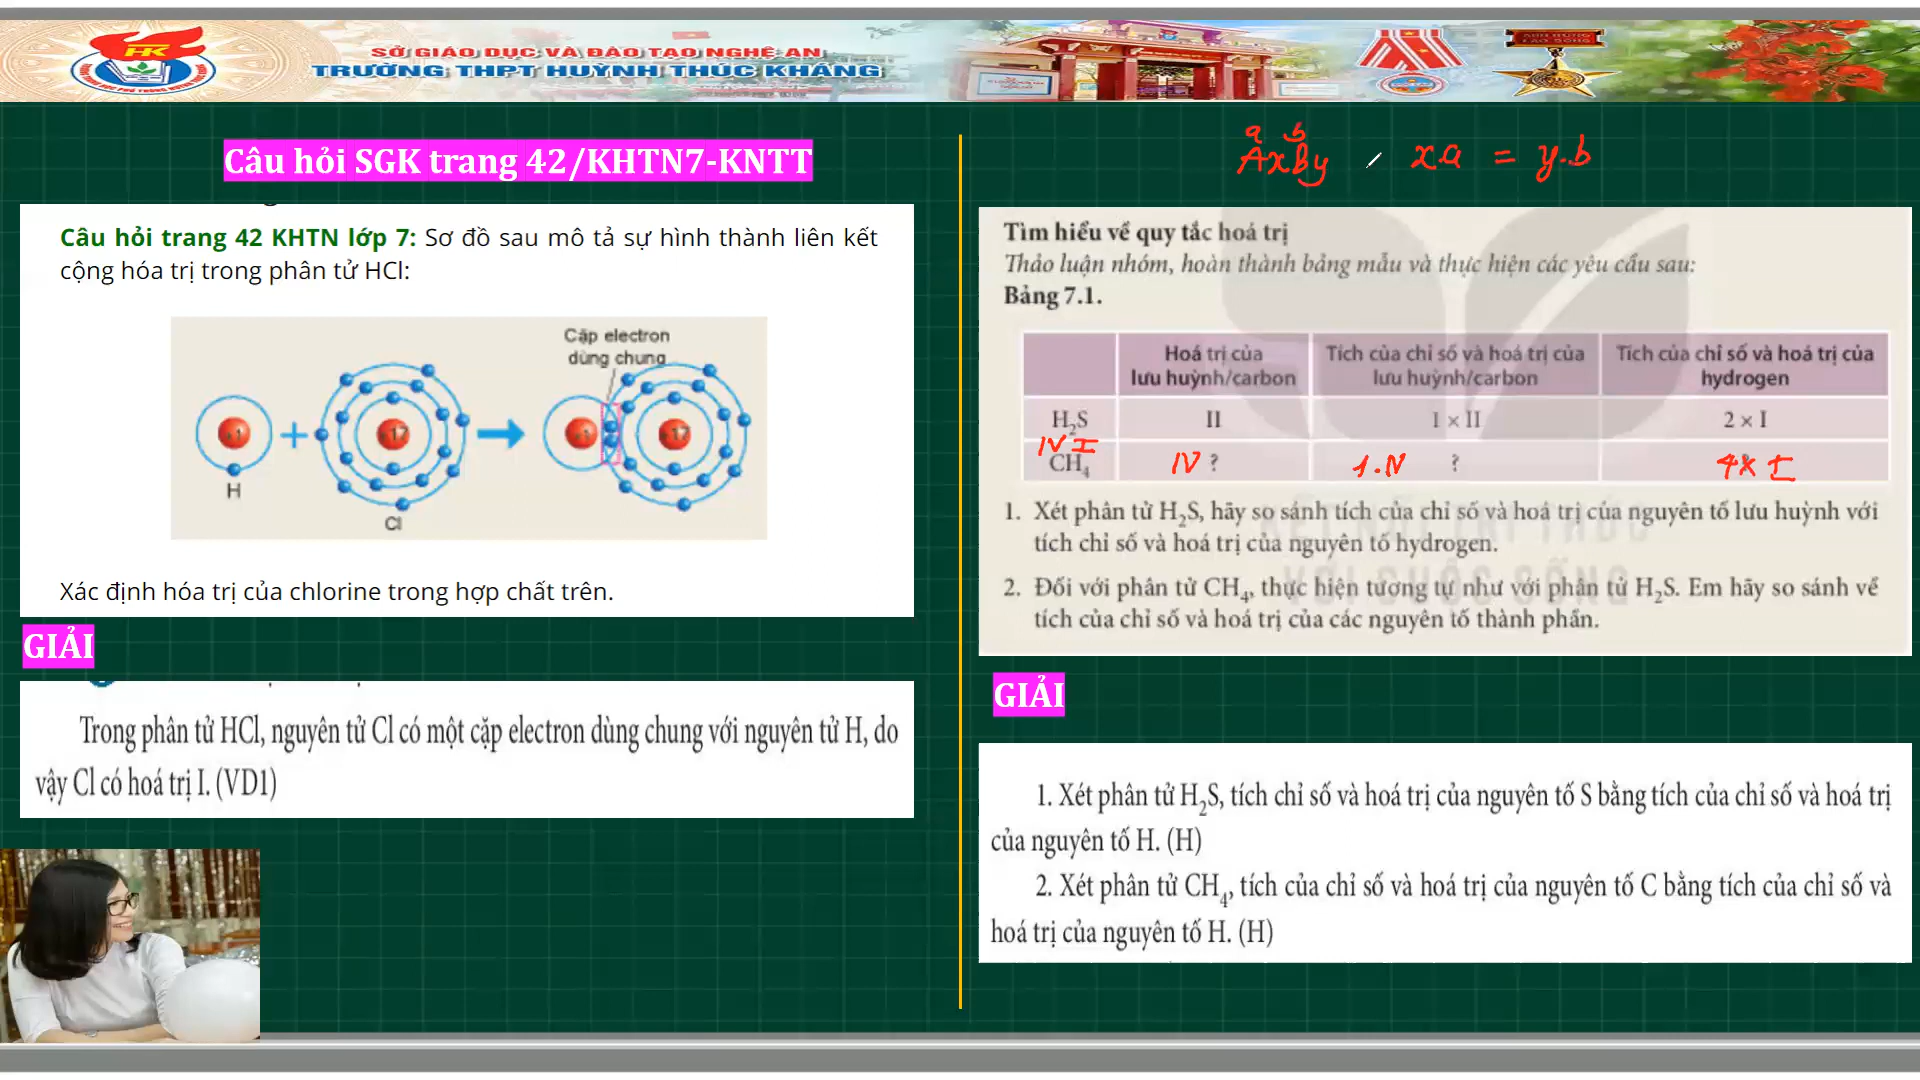 HK
SỞ GIÁO DỤC VÀ ĐÀO TẠO NGHỆ AN
TRƯỜNG THPT HUỲNH THÚC KHÁNG
Câu hỏi SGK trang 42/KHTN7-KNTT
Câu hỏi trang 42 KHTN lớp 7: Sơ đồ sau mô tả sự hình thành liên kết
cộng hóa trị trong phân tử HCl:
Cặp electron
dùng chung
+1
+
+17
+1
+17
H
Cl
Xác định hóa trị của chlorine trong hợp chất trên.
GIẢI
Trong phân tử HCl, nguyên tử Cl có một cặp electron dùng chung với nguyên tử H, do
vậy Cl có hoá trị I. (VD1)
a b
AxBy , x.a = y.b
Tìm hiểu về quy tắc hoá trị
Thảo luận nhóm, hoàn thành bảng mẫu và thực hiện các yêu cầu sau:
Bảng 7.1.
Hoá trị của lưu huỳnh/carbon
Tích của chỉ số và hoá trị của lưu huỳnh/carbon
Tích của chỉ số và hoá trị của hydrogen
H₂S II 1 × II 2 × I
IV I
CH₄ IV ? 1.IV ? 4 x I
1. Xét phân tử H₂S, hãy so sánh tích của chỉ số và hoá trị của nguyên tố lưu huỳnh với
tích chỉ số và hoá trị của nguyên tố hydrogen.
2. Đối với phân tử CH₄, thực hiện tương tự như với phân tử H₂S. Em hãy so sánh về
tích của chỉ số và hoá trị của các nguyên tố thành phần.
GIẢI
1. Xét phân tử H₂S, tích chỉ số và hoá trị của nguyên tố S bằng tích của chỉ số và hoá trị
của nguyên tố H. (H)
2. Xét phân tử CH₄, tích của chỉ số và hoá trị của nguyên tố C bằng tích của chỉ số và
hoá trị của nguyên tố H. (H)